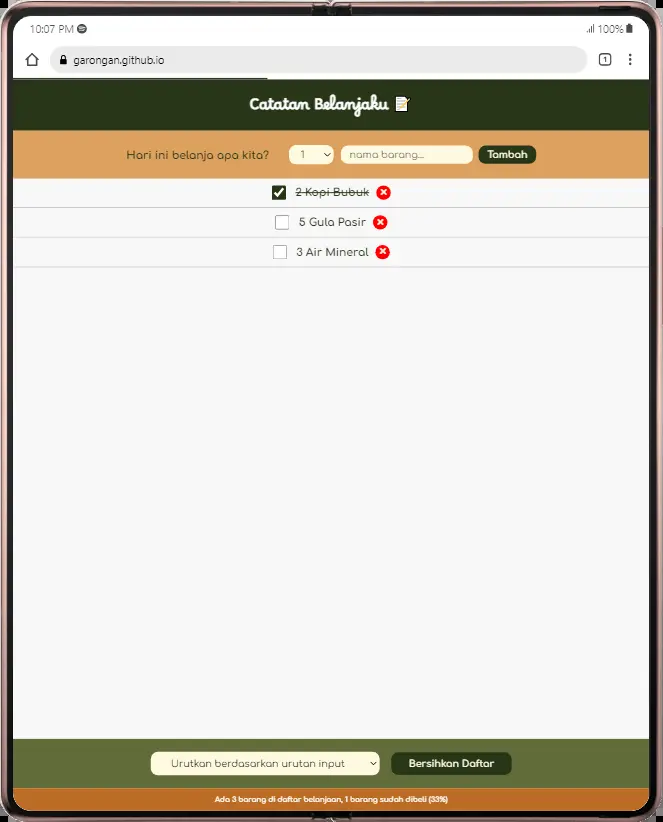 10:07 PM 100%
garongan.github.io 1
Catatan Belanjaku
Hari ini belanja apa kita? 1 nama barang... Tambah
2 Kopi Bubuk
5 Gula Pasir
3 Air Mineral
Urutkan berdasarkan urutan input Bersihkan Daftar
Ada 3 barang di daftar belanjaan, 1 barang sudah dibeli (33%)